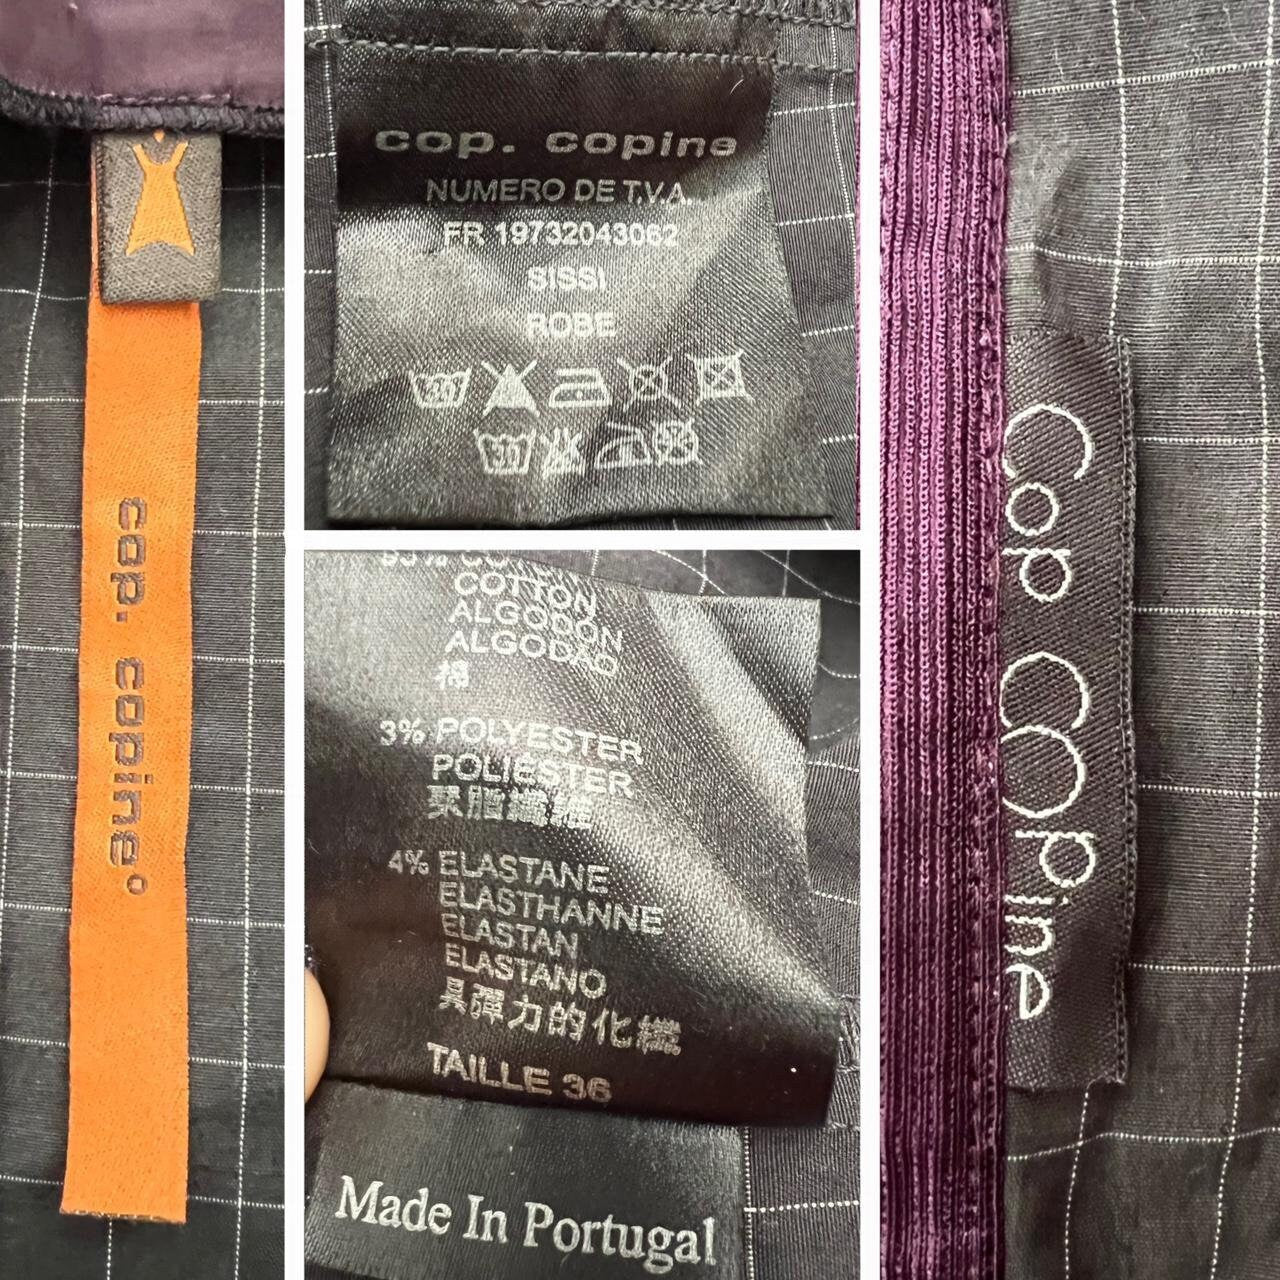 cop. copine®
cop. copine
NUMERO DE T.V.A.
FR 19732043062
SISSI
ROBE
30
30
COTTON
ALGODON
ALGODAO
棉
3% POLYESTER
POLIESTER
聚脂纖維
4% ELASTANE
ELASTHANNE
ELASTAN
ELASTANO
具彈力的化纖
TAILLE 36
Made In Portugal
Cop COPine